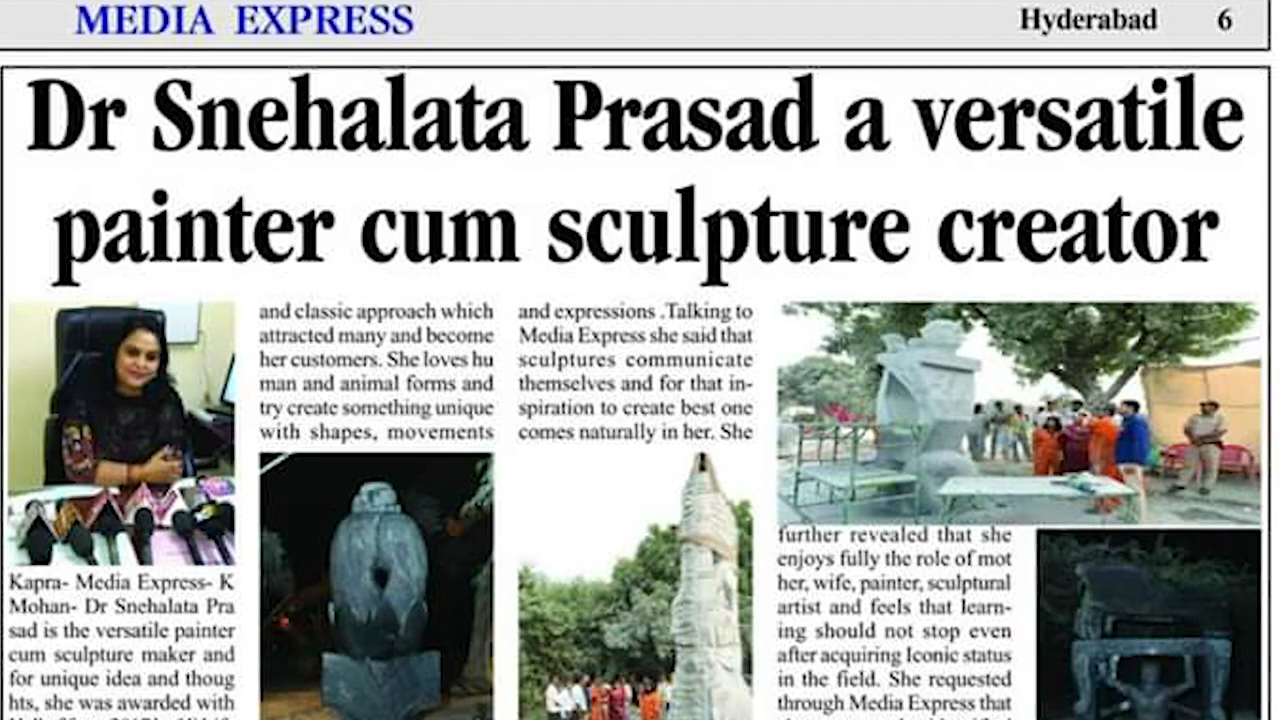 MEDIA EXPRESS
Hyderabad 6
Dr Snehalata Prasad a versatile
painter cum sculpture creator
Kapra- Media Express- K
Mohan- Dr Snehalata Pra
sad is the versatile painter
cum sculpture maker and
for unique idea and thoug
hts, she was awarded with
and classic approach which
attracted many and become
her customers. She loves hu
man and animal forms and
try create something unique
with shapes, movements
and expressions .Talking to
Media Express she said that
sculptures communicate
themselves and for that in-
spiration to create best one
comes naturally in her. She
further revealed that she
enjoys fully the role of mot
her, wife, painter, sculptural
artist and feels that learn-
ing should not stop even
after acquiring Iconic status
in the field. She requested
through Media Express that